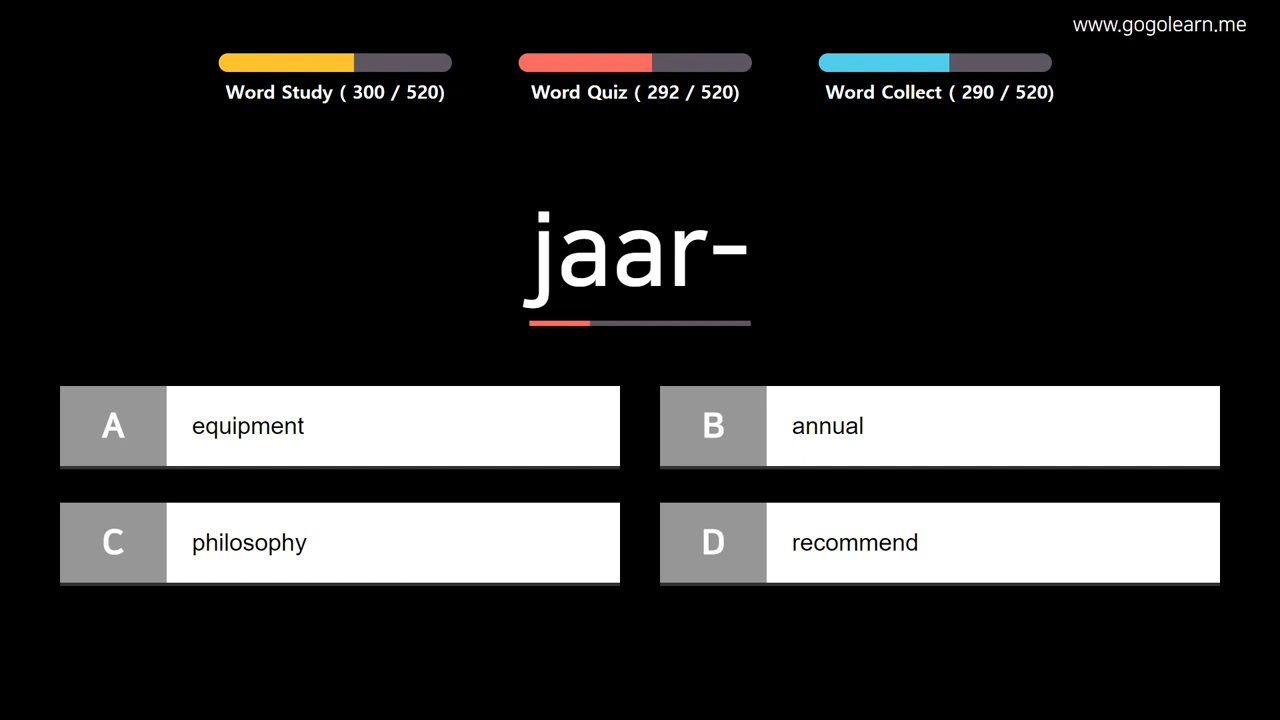 www.gogolearn.me
Word Study ( 300 / 520)
Word Quiz ( 292 / 520)
Word Collect ( 290 / 520)
jaar-
A equipment
B annual
C philosophy
D recommend